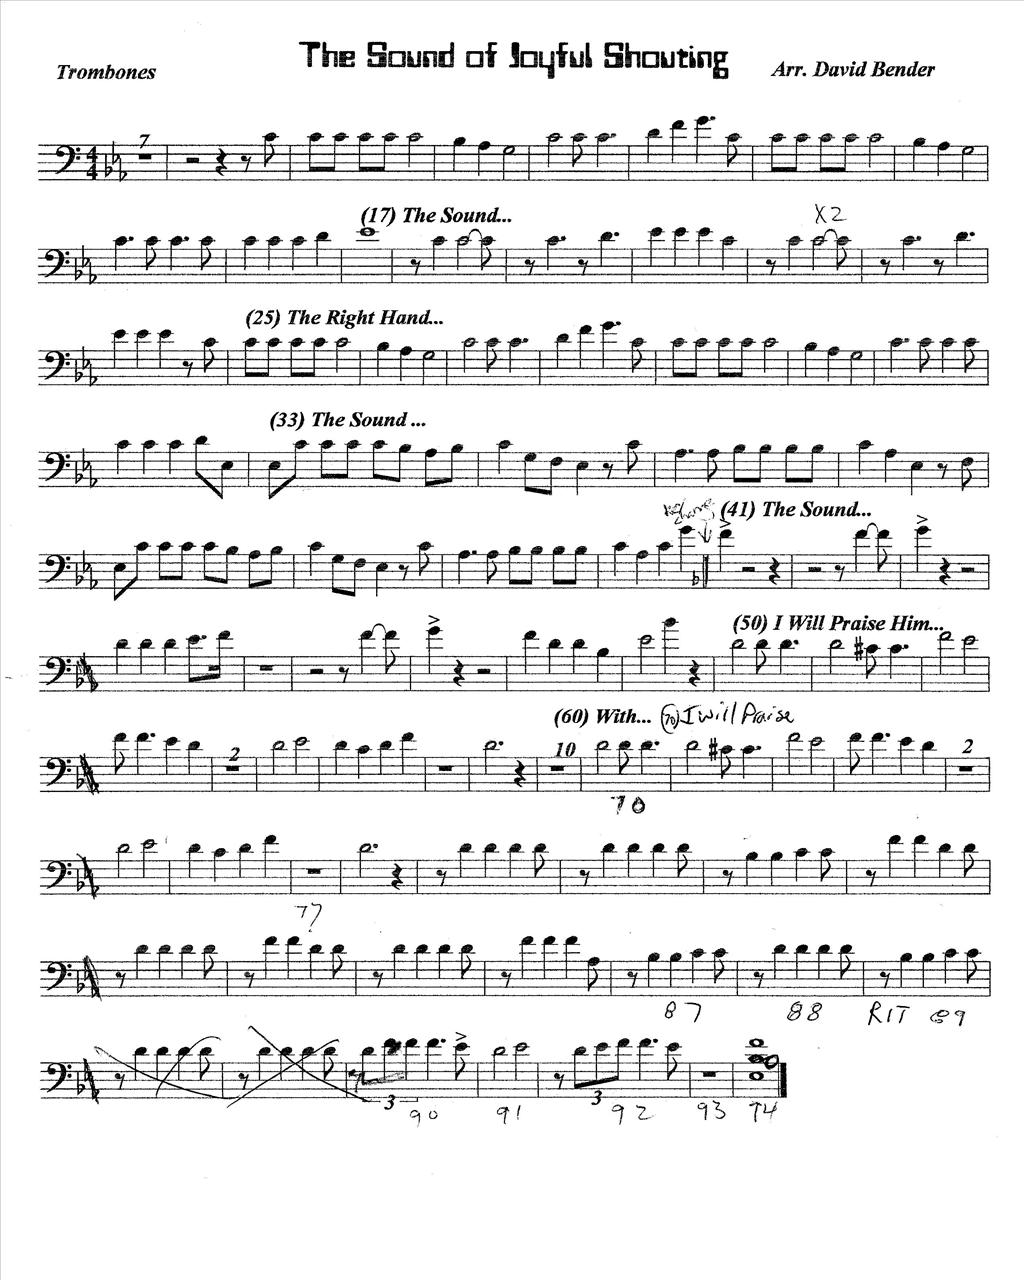 The Sound of Joyful Shouting
Trombones
Arr. David Bender
7
(17) The Sound...
X2
(25) The Right Hand...
(33) The Sound ...
Key Change
(41) The Sound...
(50) I Will Praise Him...
(60) With...
(70) I will Praise
2
10
2
70
77
87 88 RIT 89
3
3
90 91 92 93 94